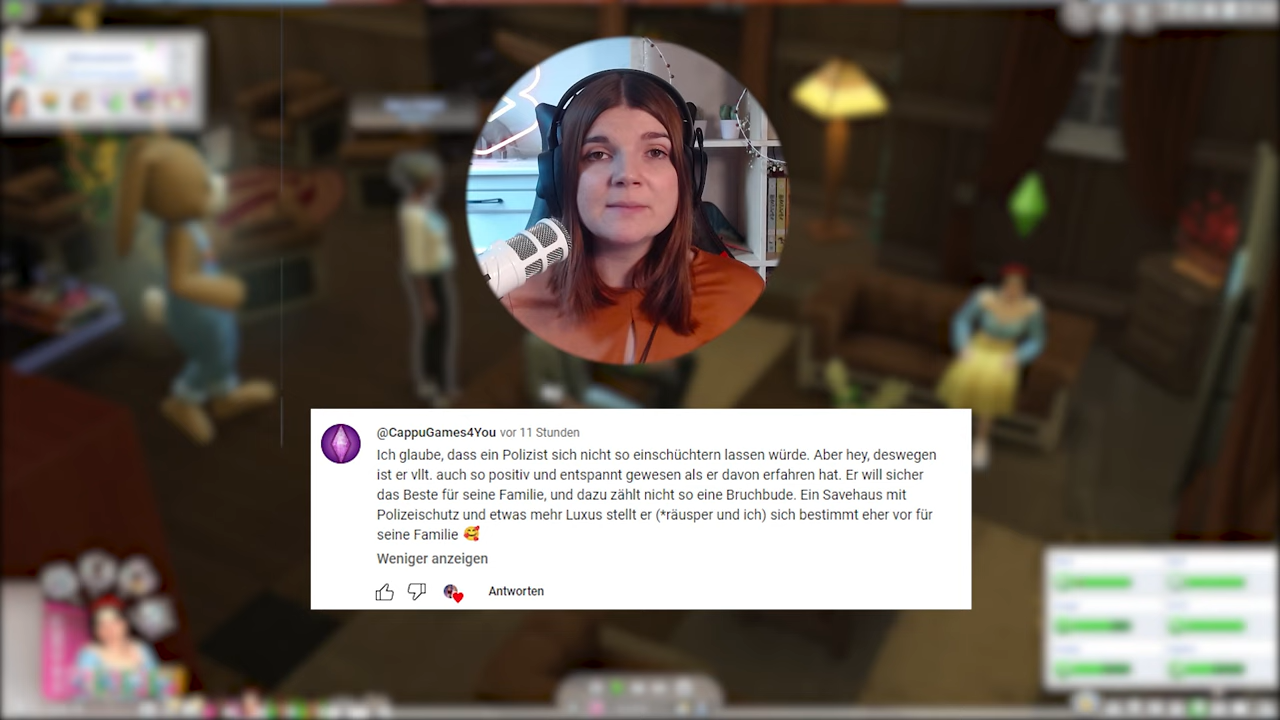 @CappuGames4You vor 11 Stunden
Ich glaube, dass ein Polizist sich nicht so einschüchtern lassen würde. Aber hey, deswegen
ist er vllt. auch so positiv und entspannt gewesen als er davon erfahren hat. Er will sicher
das Beste für seine Familie, und dazu zählt nicht so eine Bruchbude. Ein Savehaus mit
Polizeischutz und etwas mehr Luxus stellt er (*räusper und ich) sich bestimmt eher vor für
seine Familie 🥰
Weniger anzeigen
Antworten